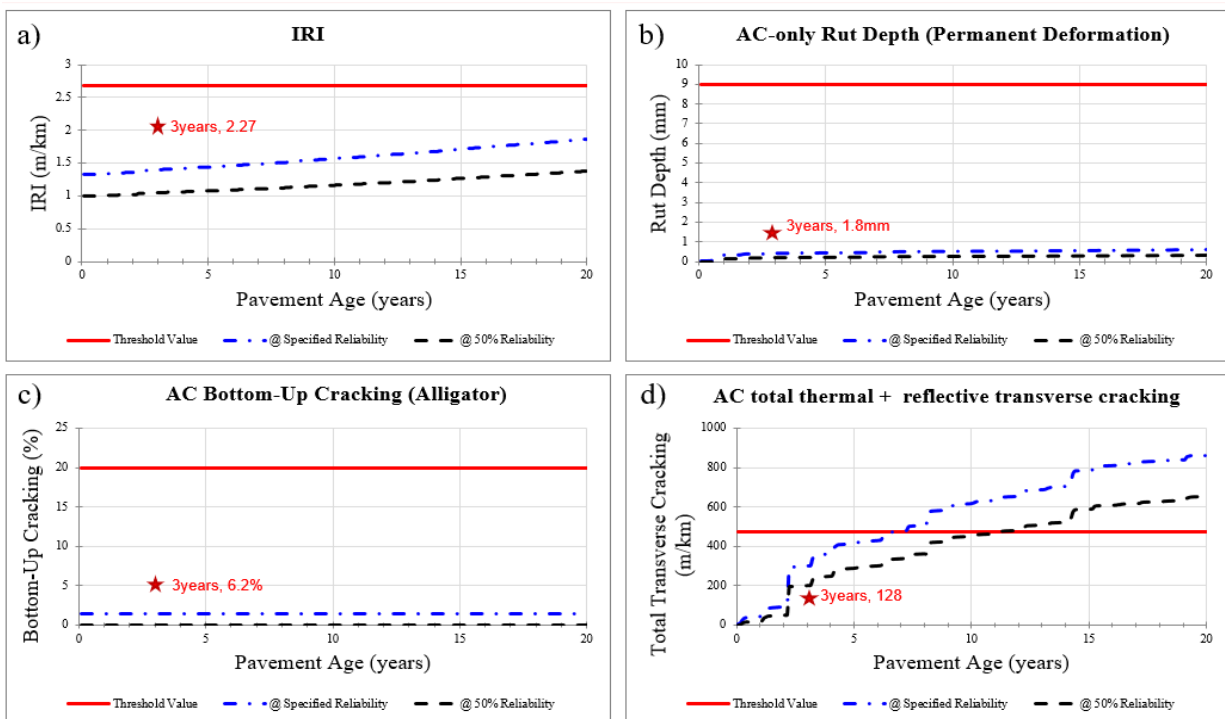 a)
IRI
IRI (m/km)
3
2.5
2
1.5
1
0.5
0
3years, 2.27
0
5
10
15
20
Pavement Age (years)
Threshold Value
@ Specified Reliability
@ 50% Reliability
b)
AC-only Rut Depth (Permanent Deformation)
Rut Depth (mm)
10
9
8
7
6
5
4
3
2
1
0
3years, 1.8mm
0
5
10
15
20
Pavement Age (years)
Threshold Value
@ Specified Reliability
@ 50% Reliability
c)
AC Bottom-Up Cracking (Alligator)
Bottom-Up Cracking (%)
25
20
15
10
5
0
3years, 6.2%
0
5
10
15
20
Pavement Age (years)
Threshold Value
@ Specified Reliability
@ 50% Reliability
d)
AC total thermal + reflective transverse cracking
Total Transverse Cracking
(m/km)
1000
800
600
400
200
0
3years, 128
0
5
10
15
20
Pavement Age (years)
Threshold Value
@ Specified Reliability
@ 50% Reliability